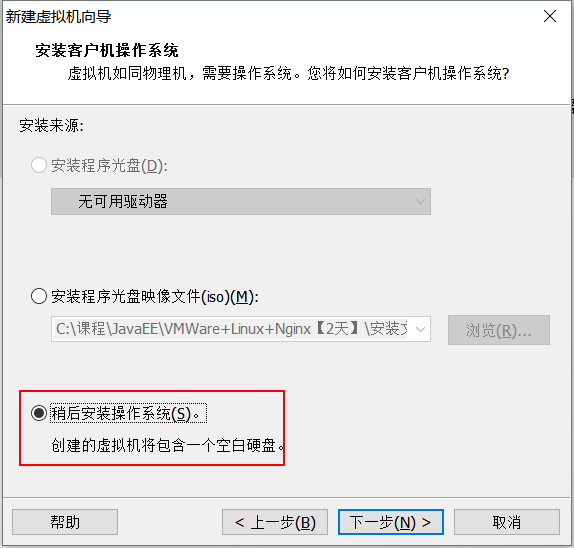 新建虚拟机向导
安装客户机操作系统
虚拟机如同物理机，需要操作系统。您将如何安装客户机操作系统?
安装来源:
安装程序光盘(D):
无可用驱动器
安装程序光盘映像文件(iso)(M):
C:\课程\JavaEE\VMWare+Linux+Nginx【2天】\安装文
浏览(R)...
稍后安装操作系统(S)。
创建的虚拟机将包含一个空白硬盘。
帮助
< 上一步(B)
下一步(N) >
取消